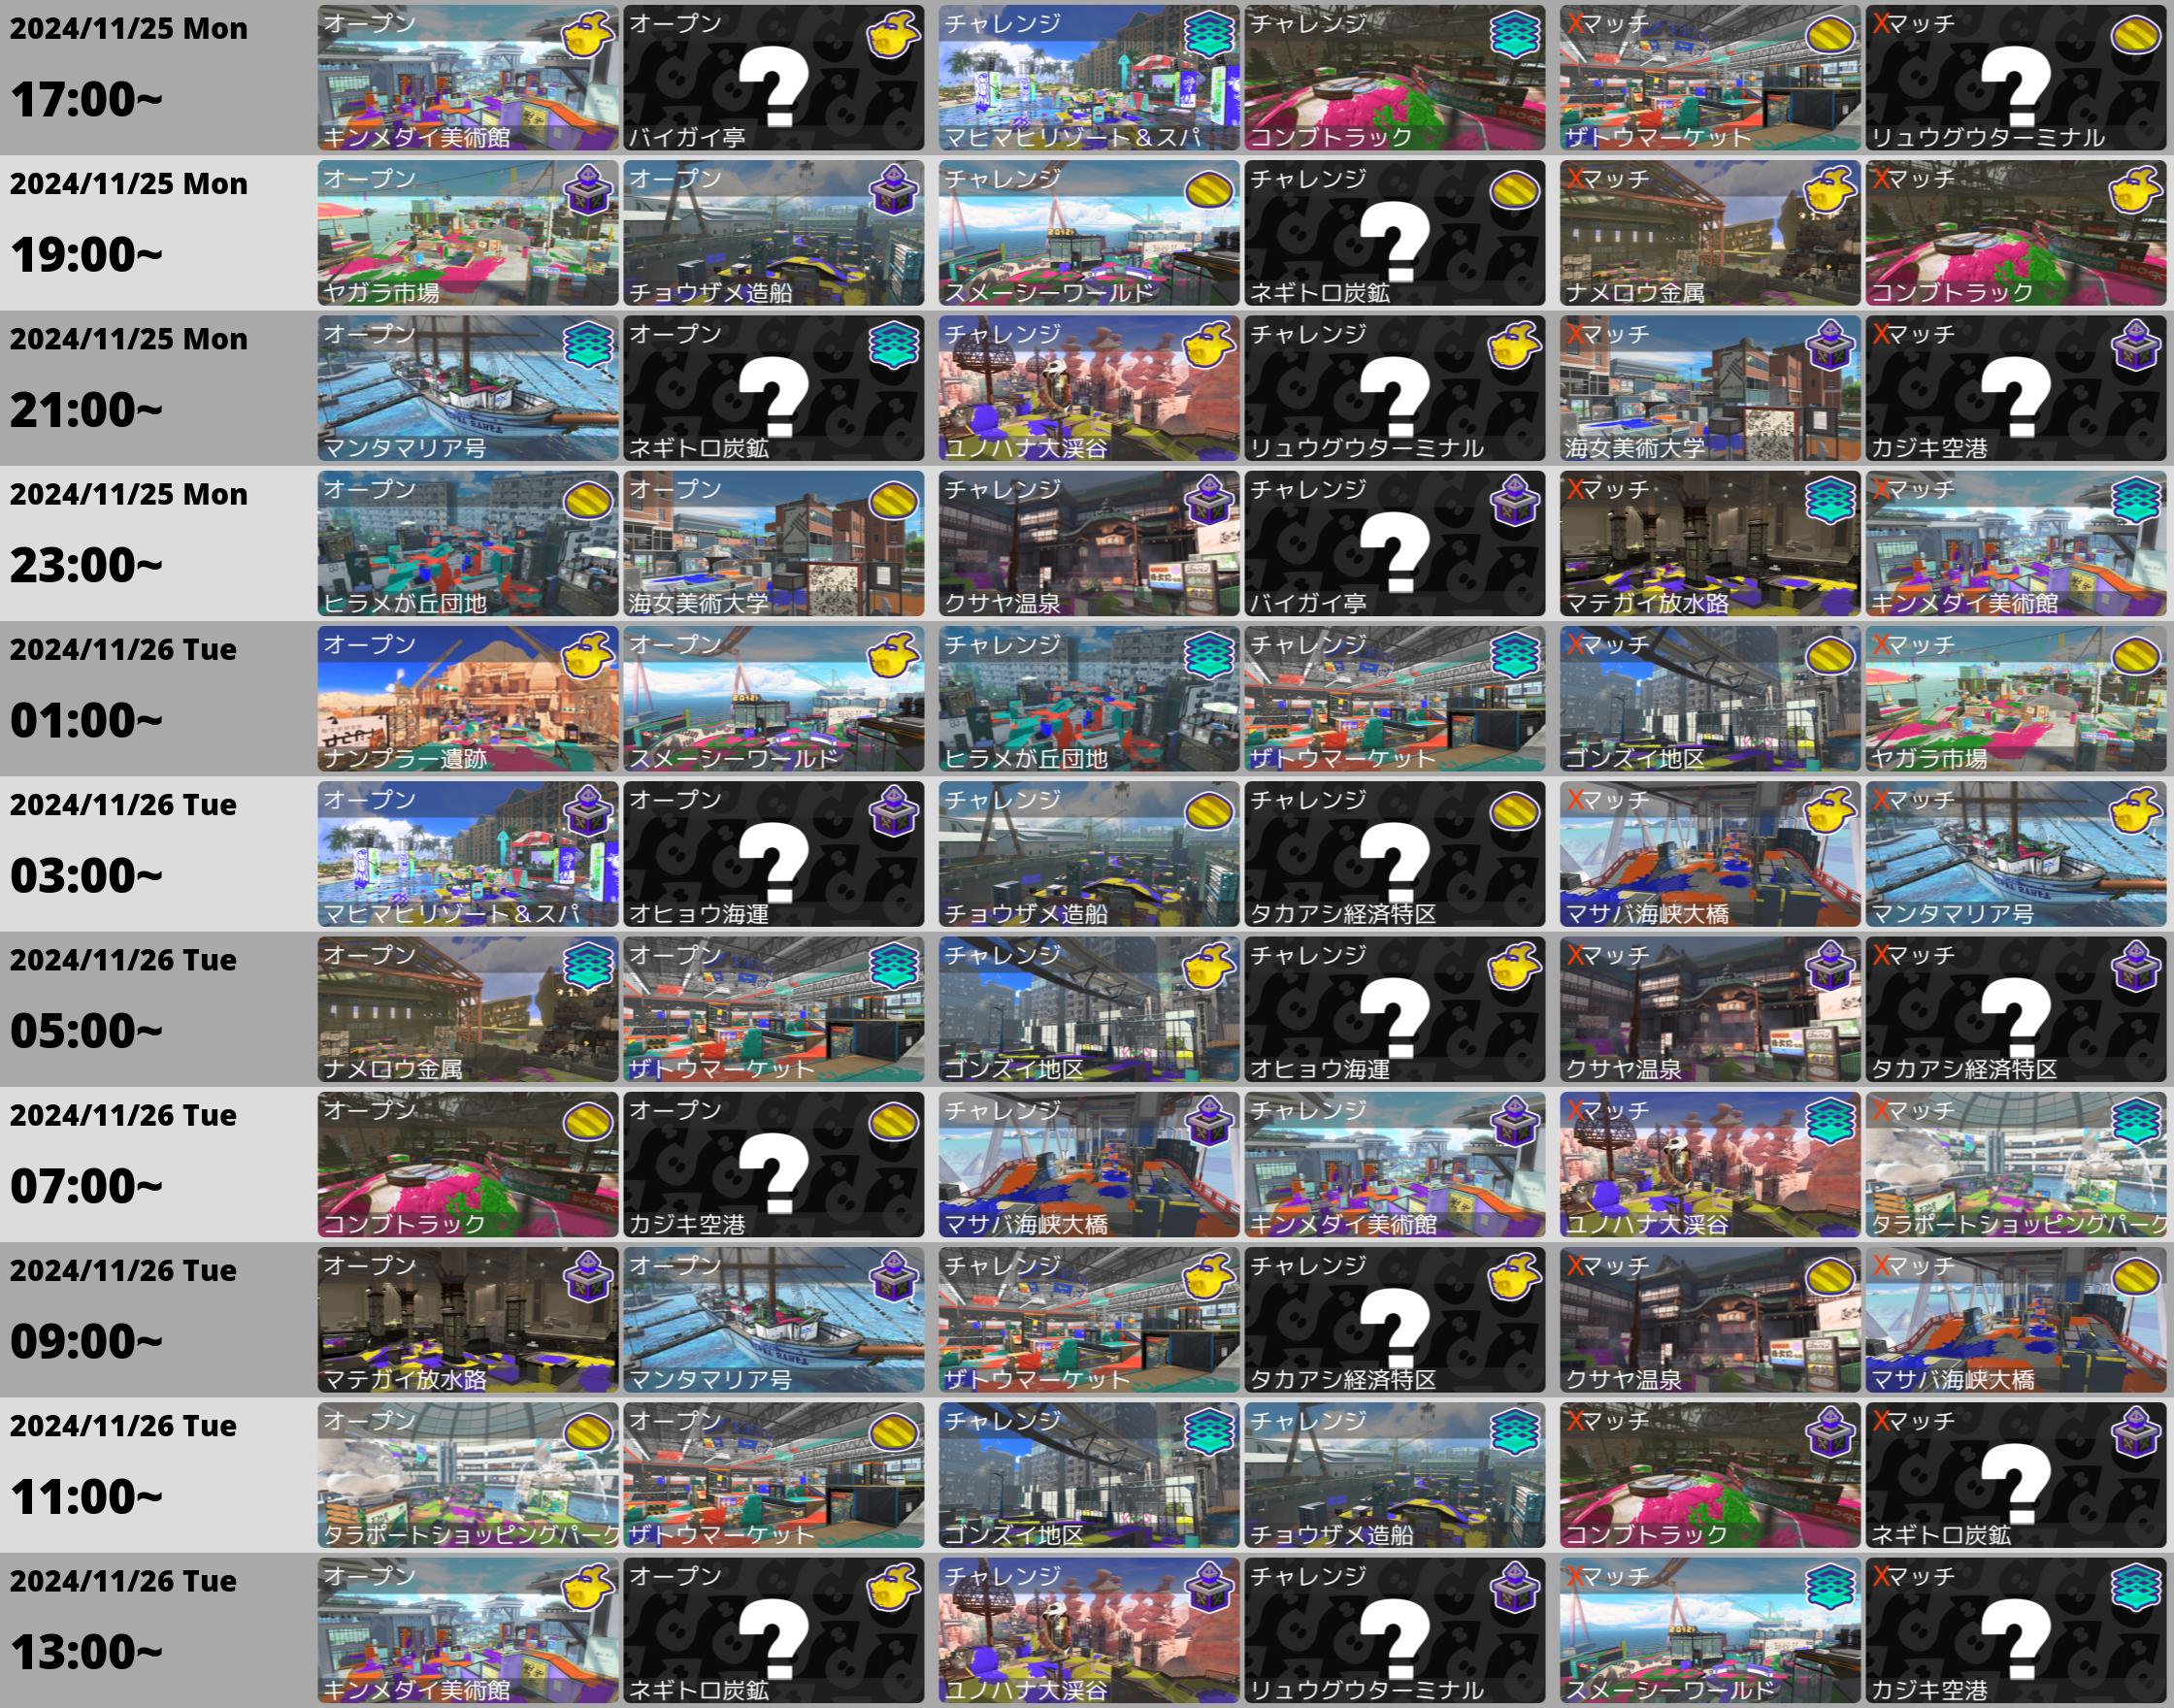 2024/11/25 Mon
17:00~
オープン
キンメダイ美術館
オープン
バイガイ亭
チャレンジ
マヒマヒリゾート＆スパ
チャレンジ
コンブトラック
Xマッチ
ザトウマーケット
Xマッチ
リュウグウターミナル
2024/11/25 Mon
19:00~
オープン
ヤガラ市場
オープン
チョウザメ造船
チャレンジ
スメーシーワールド
チャレンジ
ネギトロ炭鉱
Xマッチ
ナメロウ金属
Xマッチ
コンブトラック
2024/11/25 Mon
21:00~
オープン
マンタマリア号
オープン
ネギトロ炭鉱
チャレンジ
ユノハナ大渓谷
チャレンジ
リュウグウターミナル
Xマッチ
海女美術大学
Xマッチ
カジキ空港
2024/11/25 Mon
23:00~
オープン
ヒラメが丘団地
オープン
海女美術大学
チャレンジ
クサヤ温泉
チャレンジ
バイガイ亭
Xマッチ
マテガイ放水路
Xマッチ
キンメダイ美術館
2024/11/26 Tue
01:00~
オープン
ナンプラー遺跡
オープン
スメーシーワールド
チャレンジ
ヒラメが丘団地
チャレンジ
ザトウマーケット
Xマッチ
ゴンズイ地区
Xマッチ
ヤガラ市場
2024/11/26 Tue
03:00~
オープン
マヒマヒリゾート＆スパ
オープン
オヒョウ海運
チャレンジ
チョウザメ造船
チャレンジ
タカアシ経済特区
Xマッチ
マサバ海峡大橋
Xマッチ
マンタマリア号
2024/11/26 Tue
05:00~
オープン
ナメロウ金属
オープン
ザトウマーケット
チャレンジ
ゴンズイ地区
チャレンジ
オヒョウ海運
Xマッチ
クサヤ温泉
Xマッチ
タカアシ経済特区
2024/11/26 Tue
07:00~
オープン
コンブトラック
オープン
カジキ空港
チャレンジ
マサバ海峡大橋
チャレンジ
キンメダイ美術館
Xマッチ
ユノハナ大渓谷
Xマッチ
タラポートショッピングパーク
2024/11/26 Tue
09:00~
オープン
マテガイ放水路
オープン
マンタマリア号
チャレンジ
ザトウマーケット
チャレンジ
タカアシ経済特区
Xマッチ
クサヤ温泉
Xマッチ
マサバ海峡大橋
2024/11/26 Tue
11:00~
オープン
タラポートショッピングパーク
オープン
ザトウマーケット
チャレンジ
ゴンズイ地区
チャレンジ
チョウザメ造船
Xマッチ
コンブトラック
Xマッチ
ネギトロ炭鉱
2024/11/26 Tue
13:00~
オープン
キンメダイ美術館
オープン
ネギトロ炭鉱
チャレンジ
ユノハナ大渓谷
チャレンジ
リュウグウターミナル
Xマッチ
スメーシーワールド
Xマッチ
カジキ空港